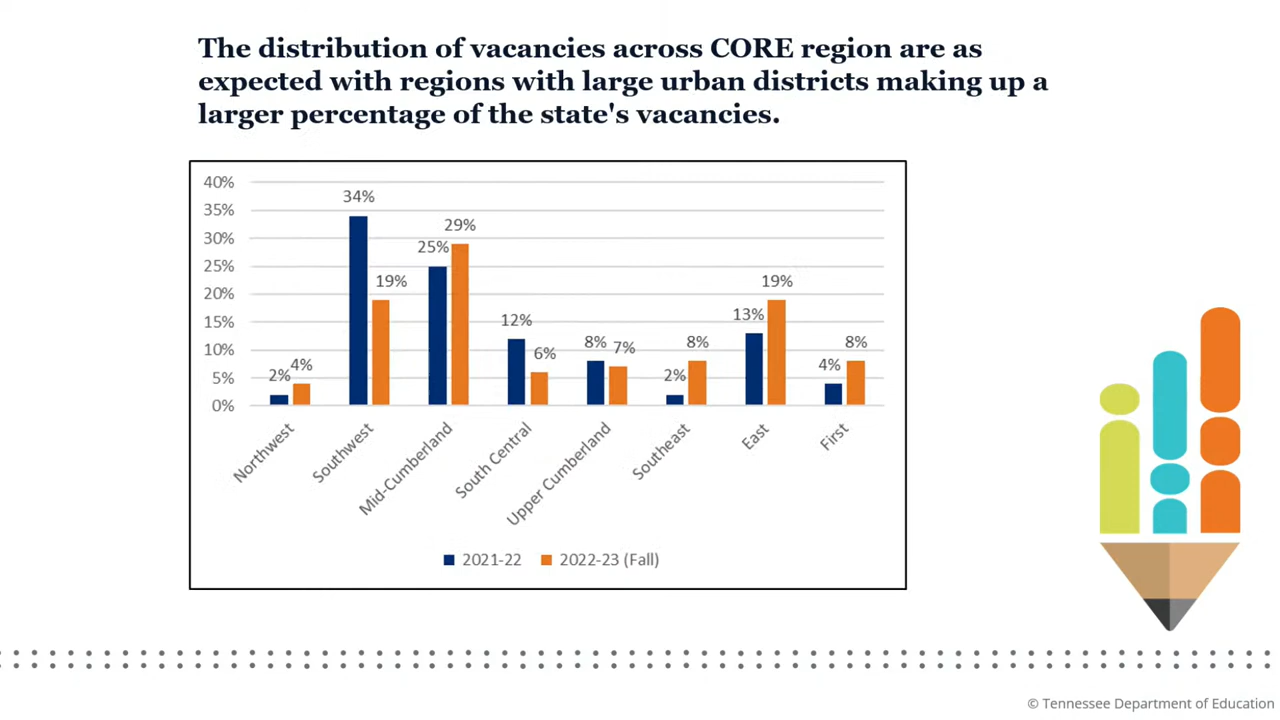 The distribution of vacancies across CORE region are as
expected with regions with large urban districts making up a
larger percentage of the state's vacancies.
40%
35%
30%
25%
20%
15%
10%
5%
0%
2%
4%
34%
19%
25%
29%
12%
6%
8%
7%
2%
8%
13%
19%
4%
8%
Northwest
Southwest
Mid-Cumberland
South Central
Upper Cumberland
Southeast
East
First
2021-22 2022-23 (Fall)
© Tennessee Department of Education